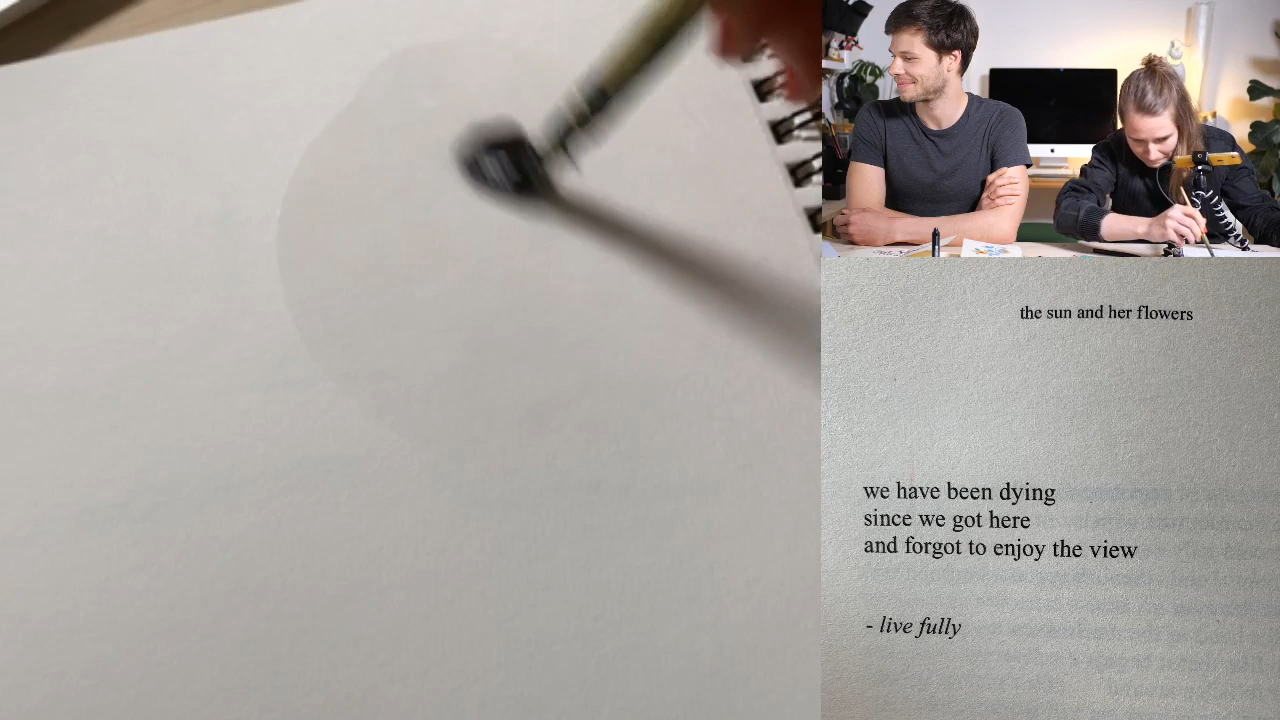 the sun and her flowers
we have been dying
since we got here
and forgot to enjoy the view
- live fully